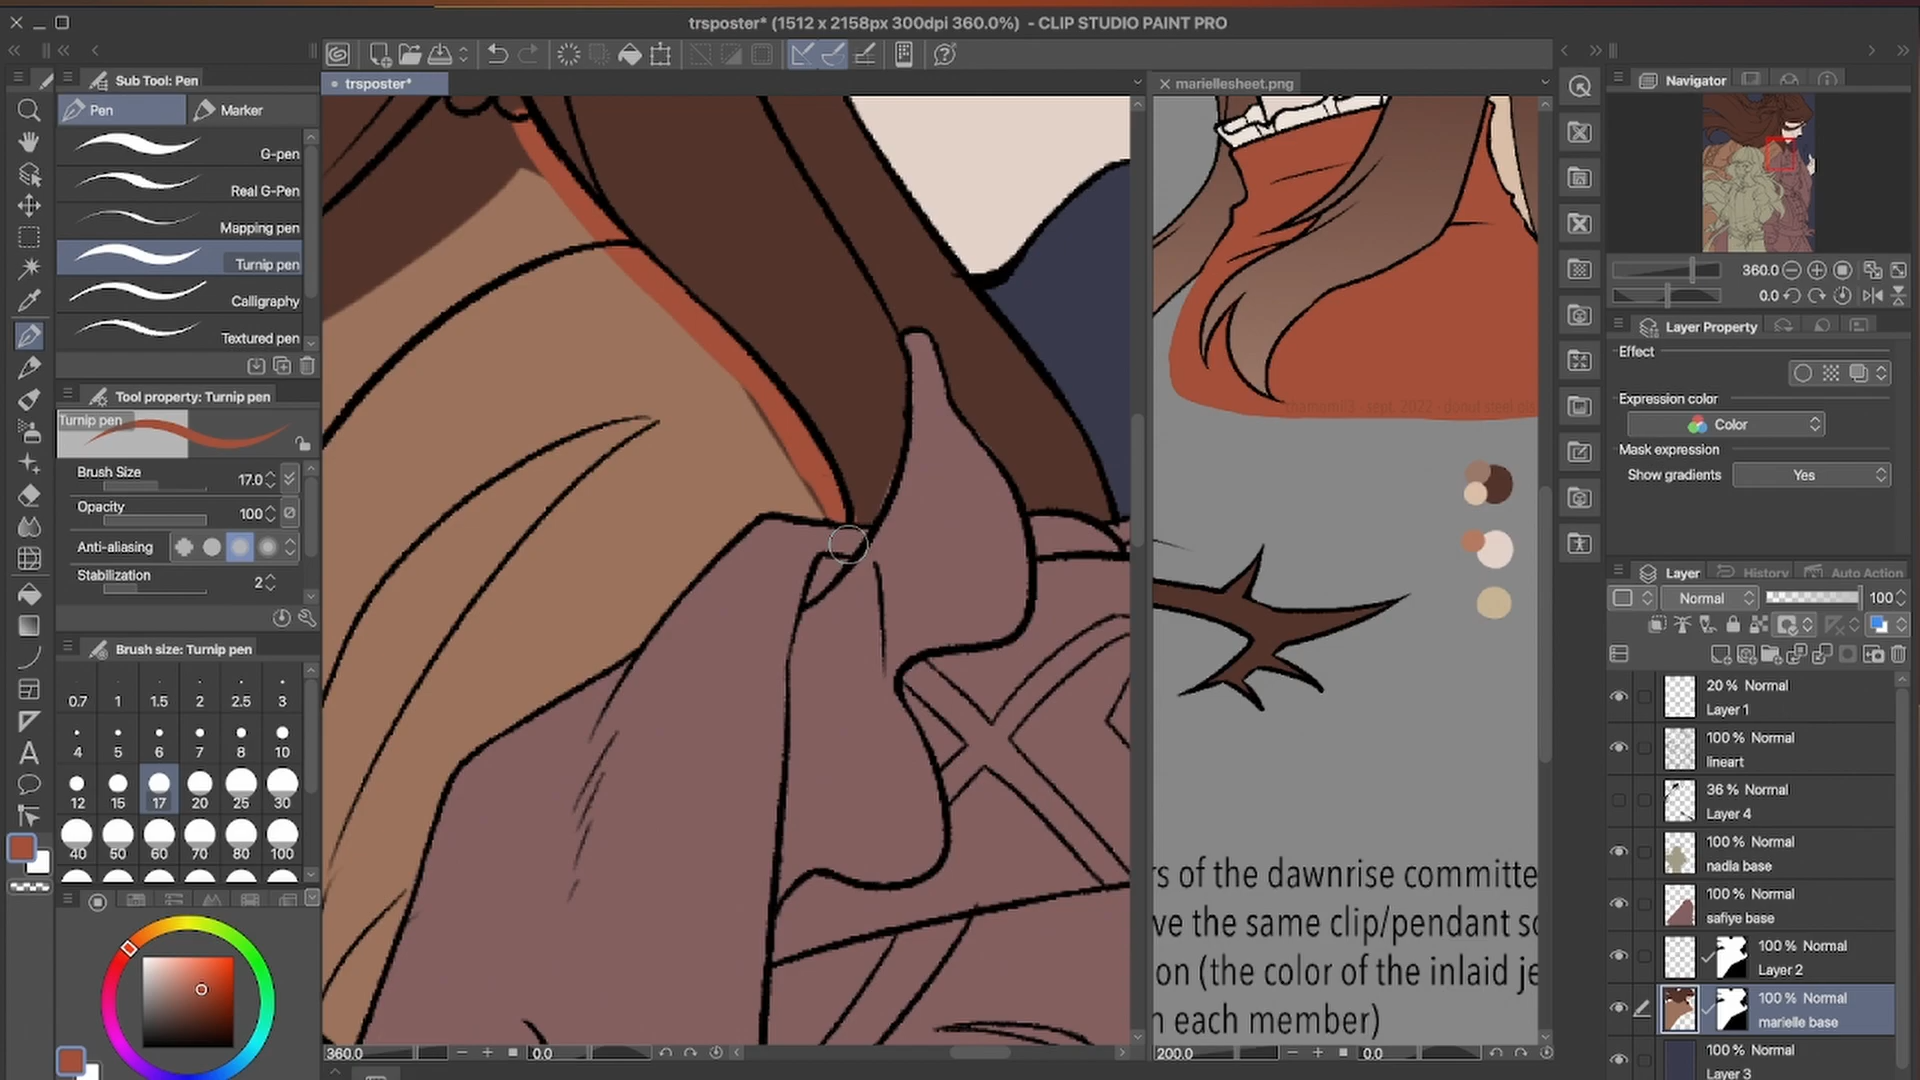 trsposter* (1512 x 2158px 300dpi 360.0%) - CLIP STUDIO PAINT PRO
Sub Tool: Pen
Pen
Marker
G-pen
Real G-Pen
Mapping pen
Turnip pen
Calligraphy
Textured pen
Tool property: Turnip pen
Turnip pen
Brush Size
17.0
Opacity
100
Anti-aliasing
Stabilization
2
Brush size: Turnip pen
0.7 1 1.5 2 2.5 3
4 5 6 7 8 10
12 15 17 20 25 30
40 50 60 70 80 100
trsposter*
360.0
0.0
mariellesheet.png
chamomil3 - sept. 2022 - donut steel ois
rs of the dawnrise committe
ve the same clip/pendant so
on (the color of the inlaid je
n each member)
200.0
0.0
Navigator
360.0
0.0
Layer Property
Effect
Expression color
Color
Mask expression
Show gradients
Yes
Layer
History
Auto Action
Normal
100
20 % Normal
Layer 1
100 % Normal
lineart
36 % Normal
Layer 4
100 % Normal
nadia base
100 % Normal
safiye base
100 % Normal
Layer 2
100 % Normal
marielle base
100 % Normal
Layer 3